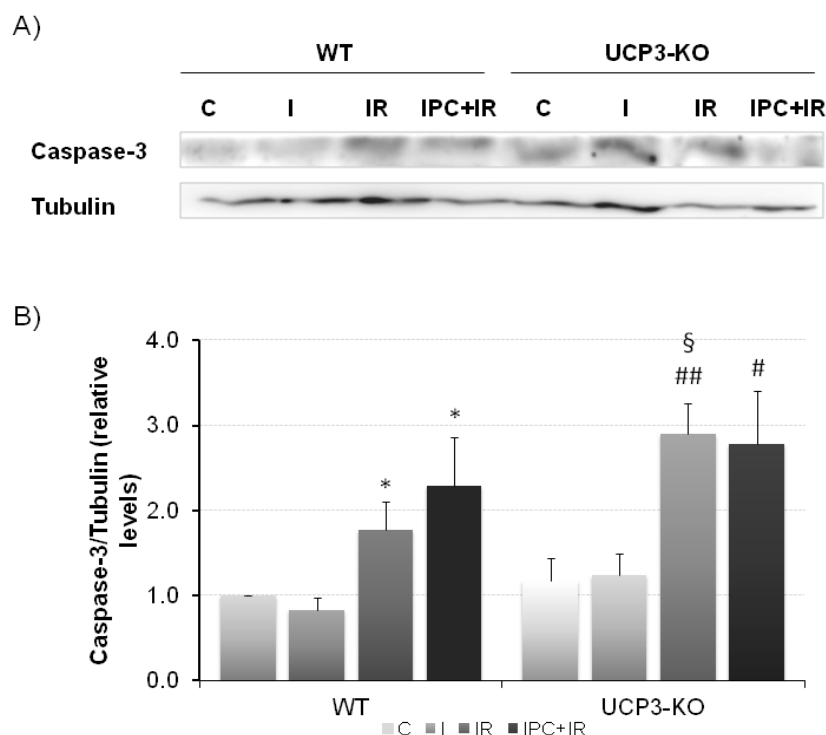 A)
WT UCP3-KO
C I IR IPC+IR C I IR IPC+IR
Caspase-3
Tubulin
B)
Caspase-3/Tubulin (relative
levels)
4.0
3.0
2.0
1.0
0.0
* * § ## #
WT UCP3-KO
C I IR IPC+IR